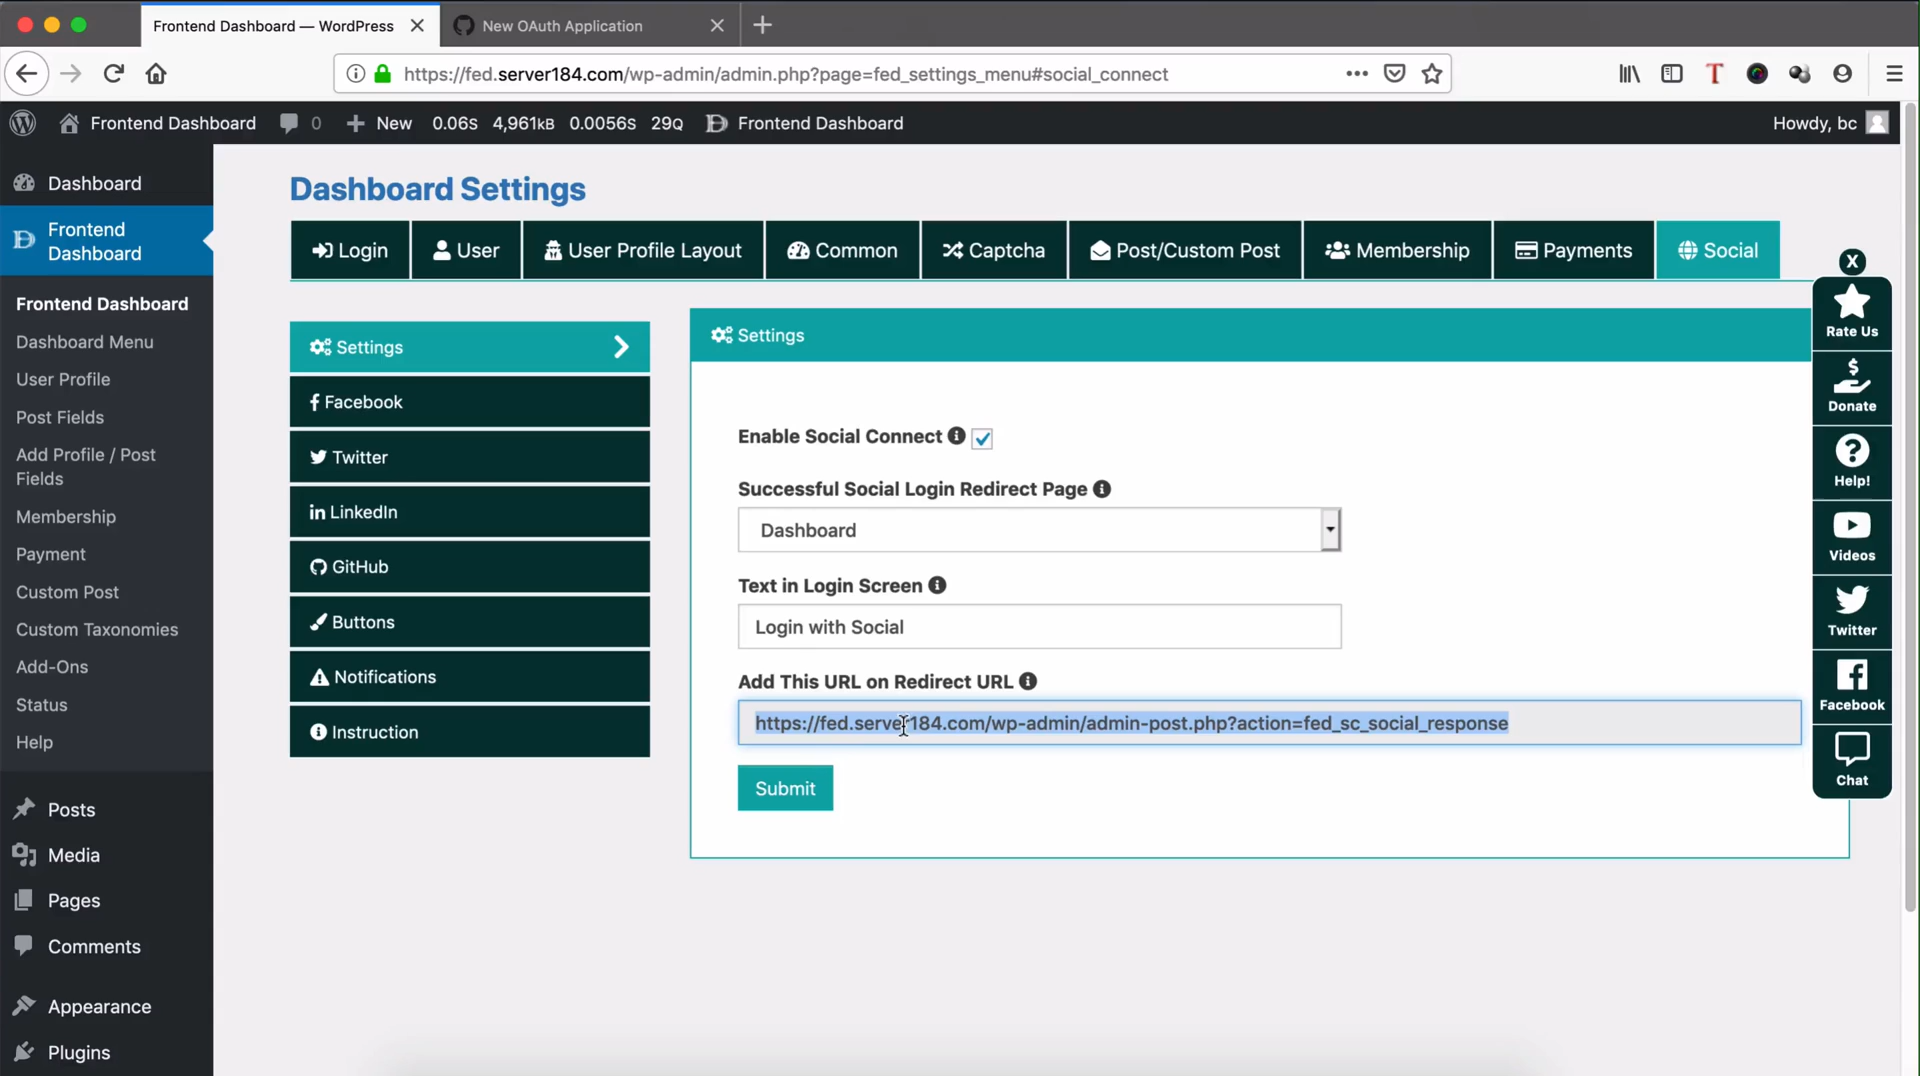 Frontend Dashboard — WordPress
New OAuth Application
https://fed.server184.com/wp-admin/admin.php?page=fed_settings_menu#social_connect
Frontend Dashboard
0
New
0.06S
4,961kB
0.0056S
29Q
Frontend Dashboard
Howdy, bc
Dashboard
Frontend
Dashboard
Frontend Dashboard
Dashboard Menu
User Profile
Post Fields
Add Profile / Post
Fields
Membership
Payment
Custom Post
Custom Taxonomies
Add-Ons
Status
Help
Posts
Media
Pages
Comments
Appearance
Plugins
Dashboard Settings
Login
User
User Profile Layout
Common
Captcha
Post/Custom Post
Membership
Payments
Social
Settings
Facebook
Twitter
LinkedIn
GitHub
Buttons
Notifications
Instruction
Settings
Enable Social Connect
Successful Social Login Redirect Page
Dashboard
Text in Login Screen
Login with Social
Add This URL on Redirect URL
https://fed.server184.com/wp-admin/admin-post.php?action=fed_sc_social_response
Submit
X
Rate Us
Donate
Help!
Videos
Twitter
Facebook
Chat